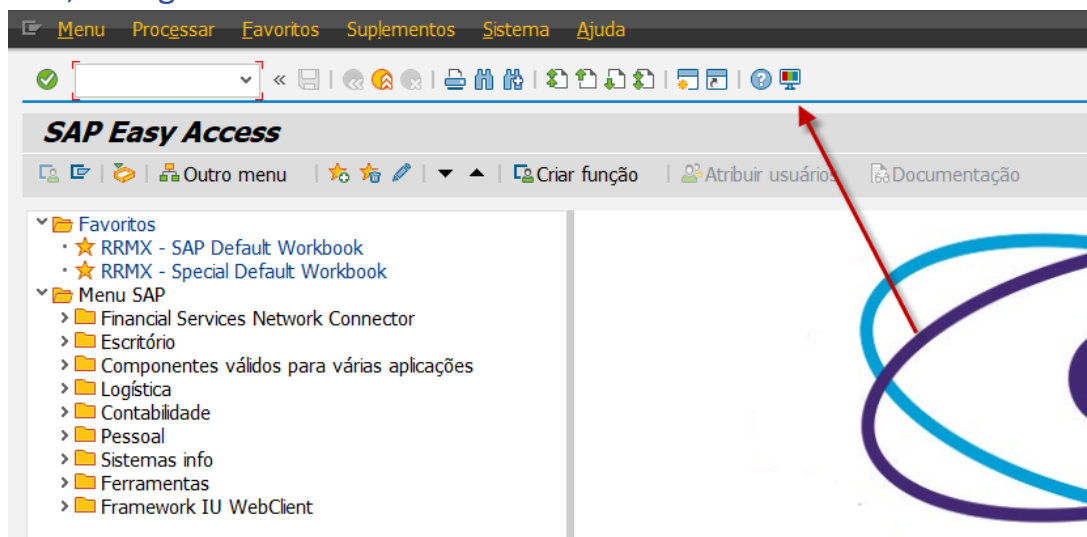 Menu Processar Favoritos Suplementos Sistema Ajuda
SAP Easy Access
Outro menu Criar função Atribuir usuários Documentação
Favoritos
RRMX - SAP Default Workbook
RRMX - Special Default Workbook
Menu SAP
Financial Services Network Connector
Escritório
Componentes válidos para várias aplicações
Logística
Contabilidade
Pessoal
Sistemas info
Ferramentas
Framework IU WebClient